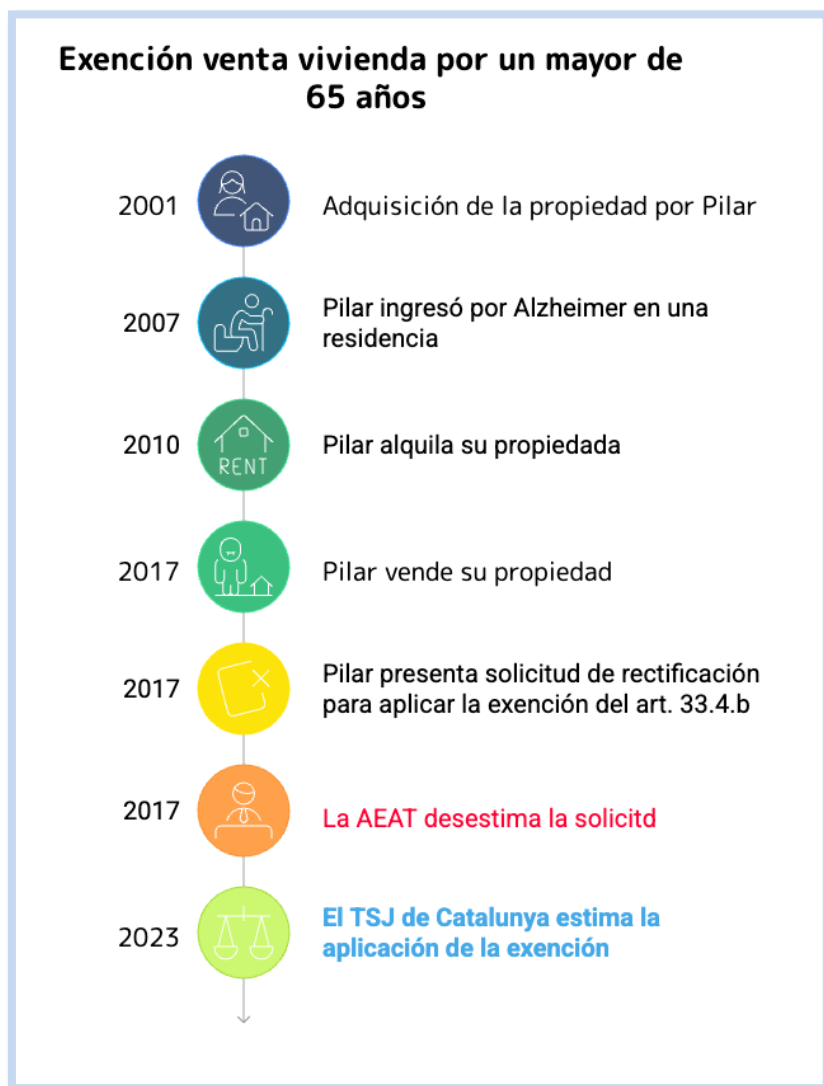 Exención venta vivienda por un mayor de
65 años
2001
Adquisición de la propiedad por Pilar
2007
Pilar ingresó por Alzheimer en una
residencia
2010
RENT
Pilar alquila su propiedada
2017
Pilar vende su propiedad
2017
Pilar presenta solicitud de rectificación
para aplicar la exención del art. 33.4.b
2017
La AEAT desestima la solicitd
2023
El TSJ de Catalunya estima la
aplicación de la exención